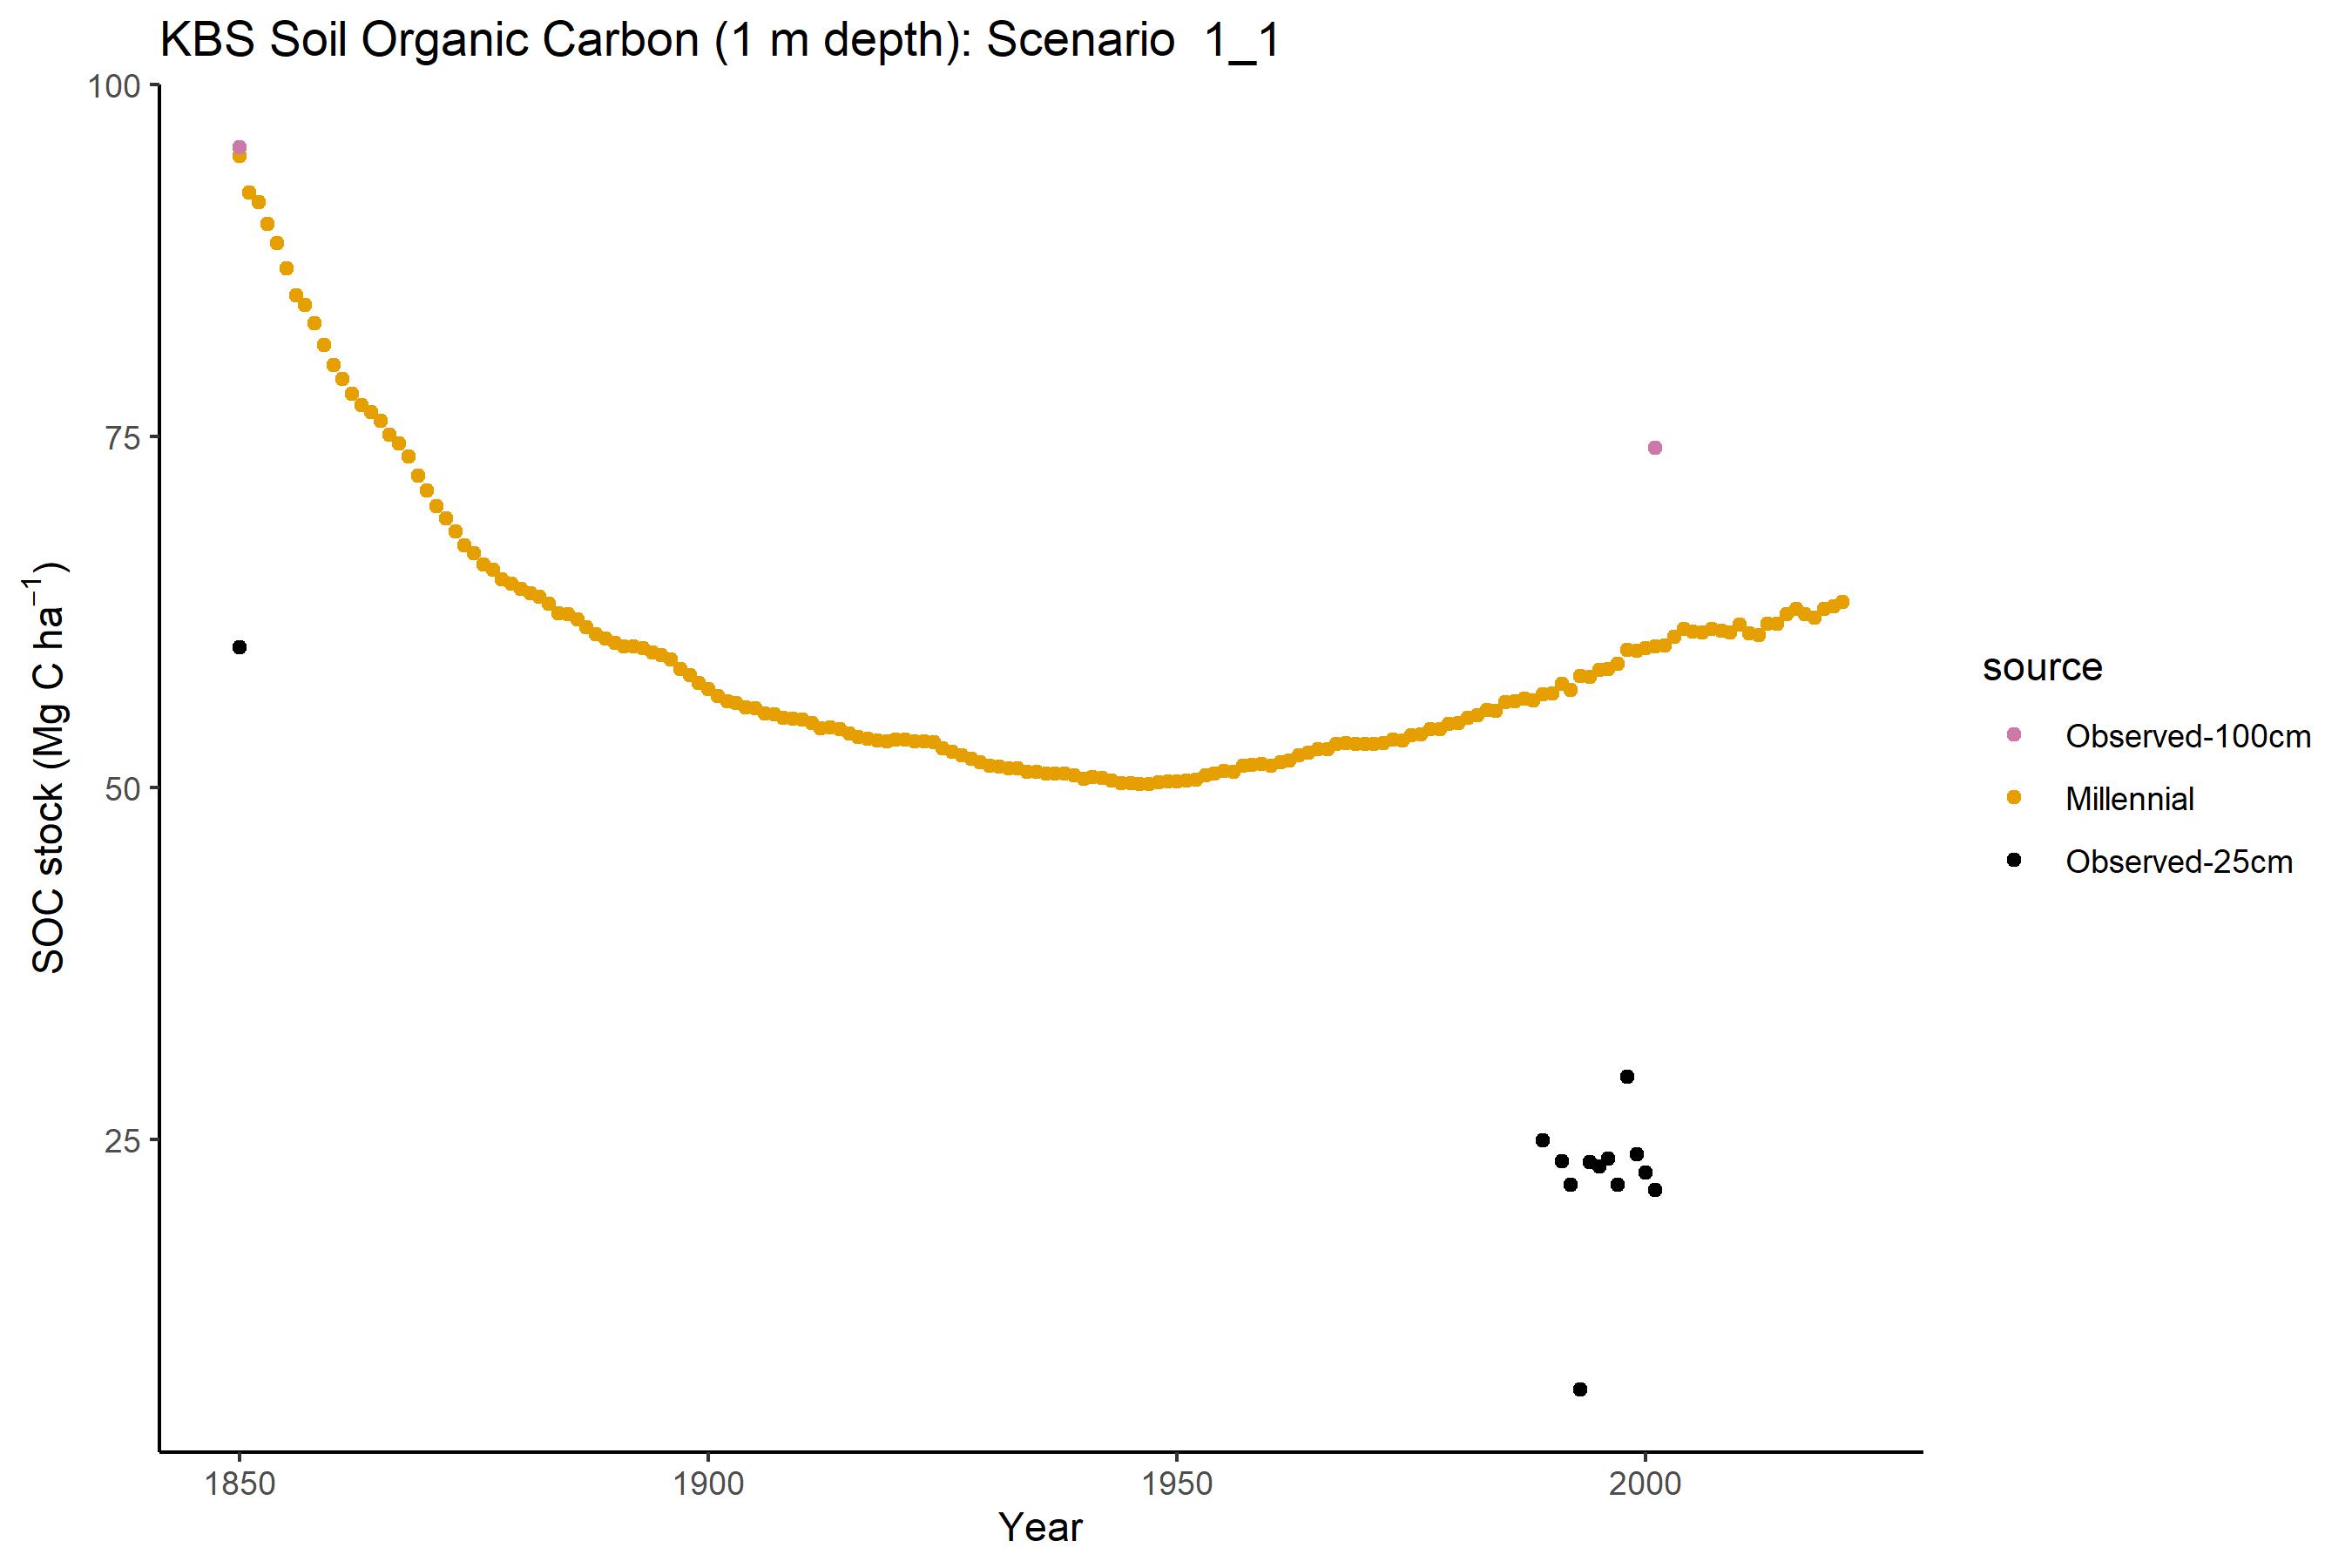 KBS Soil Organic Carbon (1 m depth): Scenario  1_1
100
75
50
25
SOC stock (Mg C ha⁻¹)
1850
1900
1950
2000
Year
source
Observed-100cm
Millennial
Observed-25cm